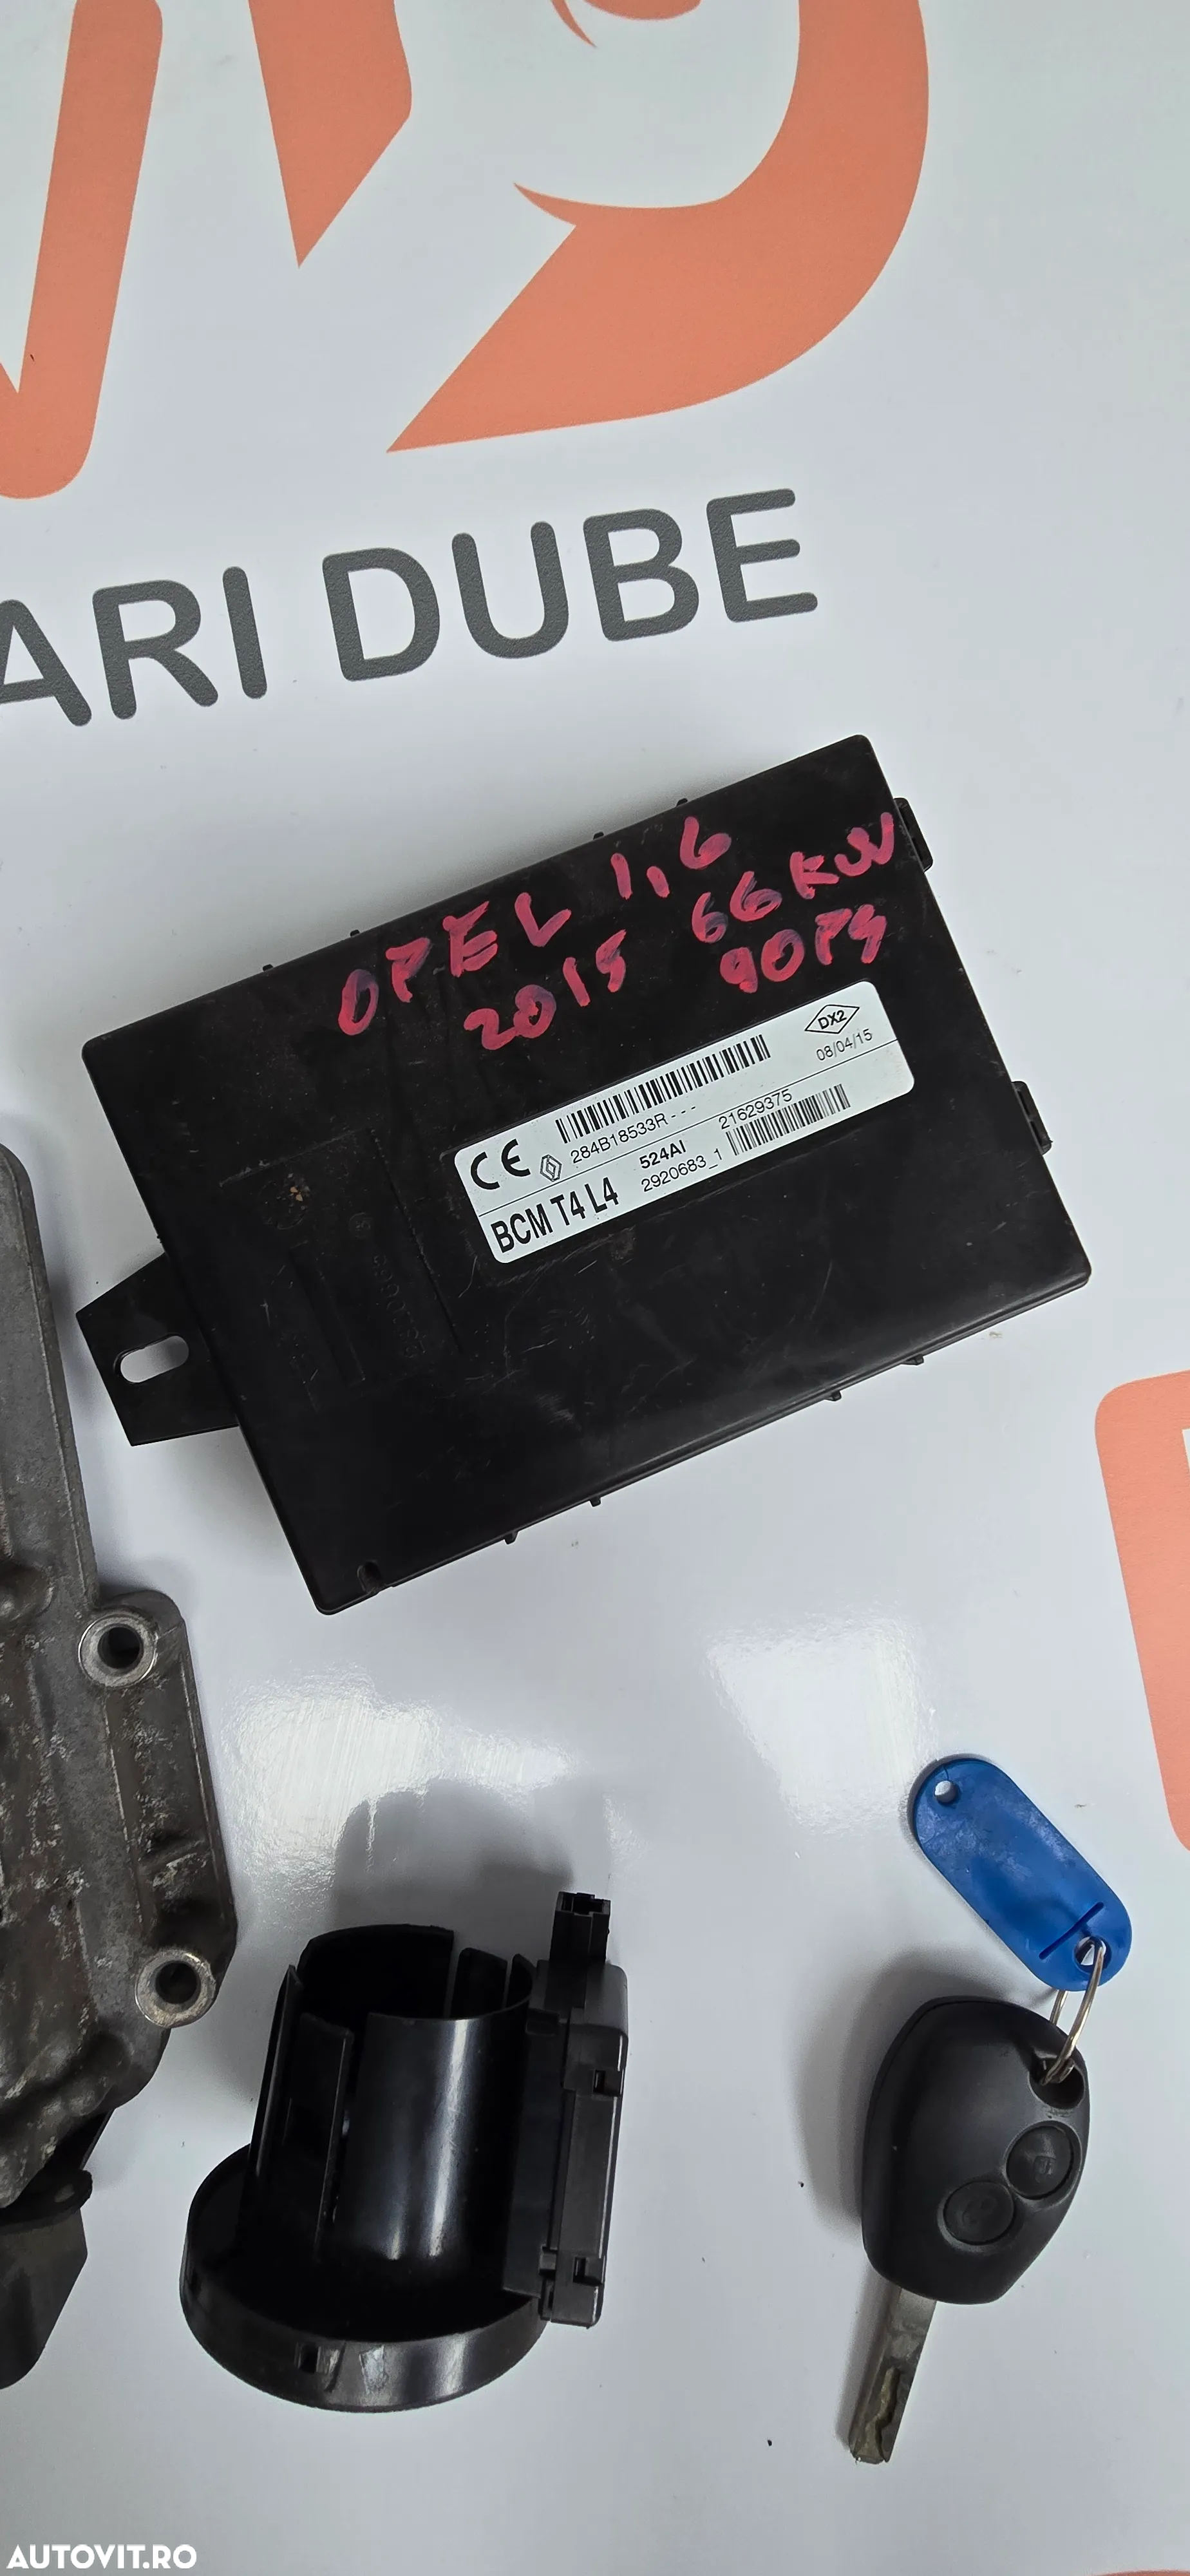 ARI DUBE
OPEL 1,6
2015 66KW
90PS
DX2
08/04/15
CE
284B18533R---
524AI 21629375
BCM T4 L4 2920683_1
AUTOVIT.RO